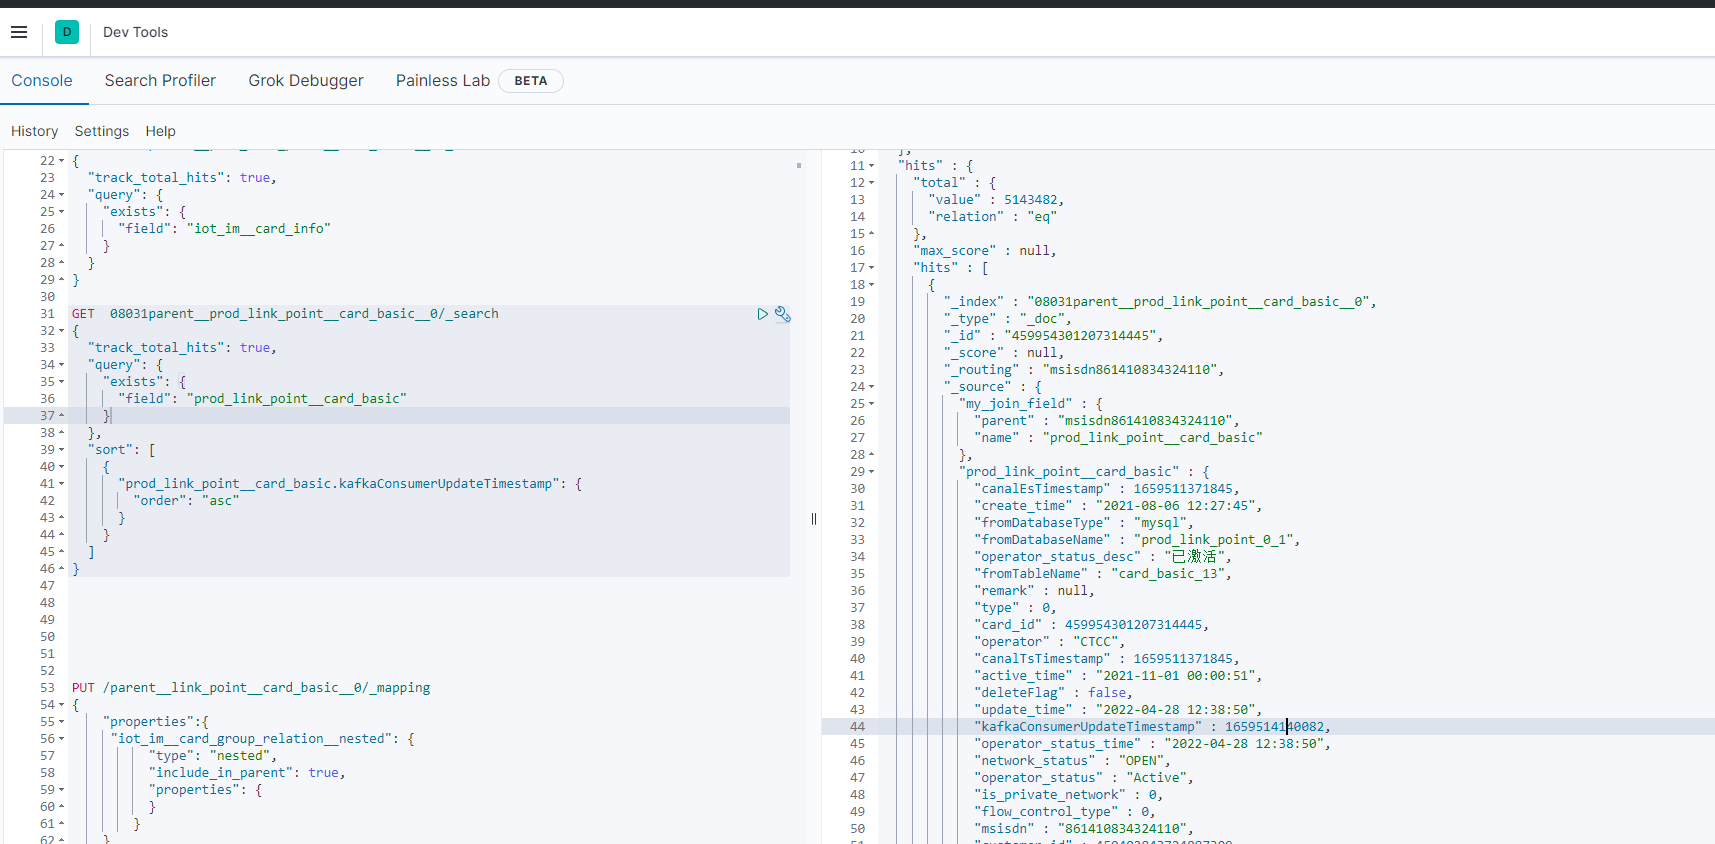 D Dev Tools
Console Search Profiler Grok Debugger Painless Lab BETA
History Settings Help
22 {
23 "track_total_hits": true,
24 "query": {
25 "exists": {
26 "field": "iot_im__card_info"
27 }
28 }
29 }
30
31 GET 08031parent__prod_link_point__card_basic__0/_search
32 {
33 "track_total_hits": true,
34 "query": {
35 "exists": {
36 "field": "prod_link_point__card_basic"
37 }
38 },
39 "sort": [
40 {
41 "prod_link_point__card_basic.kafkaConsumerUpdateTimestamp": {
42 "order": "asc"
43 }
44 }
45 ]
46 }
47
48
49
50
51
52
53 PUT /parent__link_point__card_basic__0/_mapping
54 {
55 "properties":{
56 "iot_im__card_group_relation__nested": {
57 "type": "nested",
58 "include_in_parent": true,
59 "properties": {
60 }
61 }
62 }
10 },
11 "hits" : {
12 "total" : {
13 "value" : 5143482,
14 "relation" : "eq"
15 },
16 "max_score" : null,
17 "hits" : [
18 {
19 "_index" : "08031parent__prod_link_point__card_basic__0",
20 "_type" : "_doc",
21 "_id" : "459954301207314445",
22 "_score" : null,
23 "_routing" : "msisdn861410834324110",
24 "_source" : {
25 "my_join_field" : {
26 "parent" : "msisdn861410834324110",
27 "name" : "prod_link_point__card_basic"
28 },
29 "prod_link_point__card_basic" : {
30 "canalEsTimestamp" : 1659511371845,
31 "create_time" : "2021-08-06 12:27:45",
32 "fromDatabaseType" : "mysql",
33 "fromDatabaseName" : "prod_link_point_0_1",
34 "operator_status_desc" : "已激活",
35 "fromTableName" : "card_basic_13",
36 "remark" : null,
37 "type" : 0,
38 "card_id" : 459954301207314445,
39 "operator" : "CTCC",
40 "canalTsTimestamp" : 1659511371845,
41 "active_time" : "2021-11-01 00:00:51",
42 "deleteFlag" : false,
43 "update_time" : "2022-04-28 12:38:50",
44 "kafkaConsumerUpdateTimestamp" : 1659514140082,
45 "operator_status_time" : "2022-04-28 12:38:50",
46 "network_status" : "OPEN",
47 "operator_status" : "Active",
48 "is_private_network" : 0,
49 "flow_control_type" : 0,
50 "msisdn" : "861410834324110",